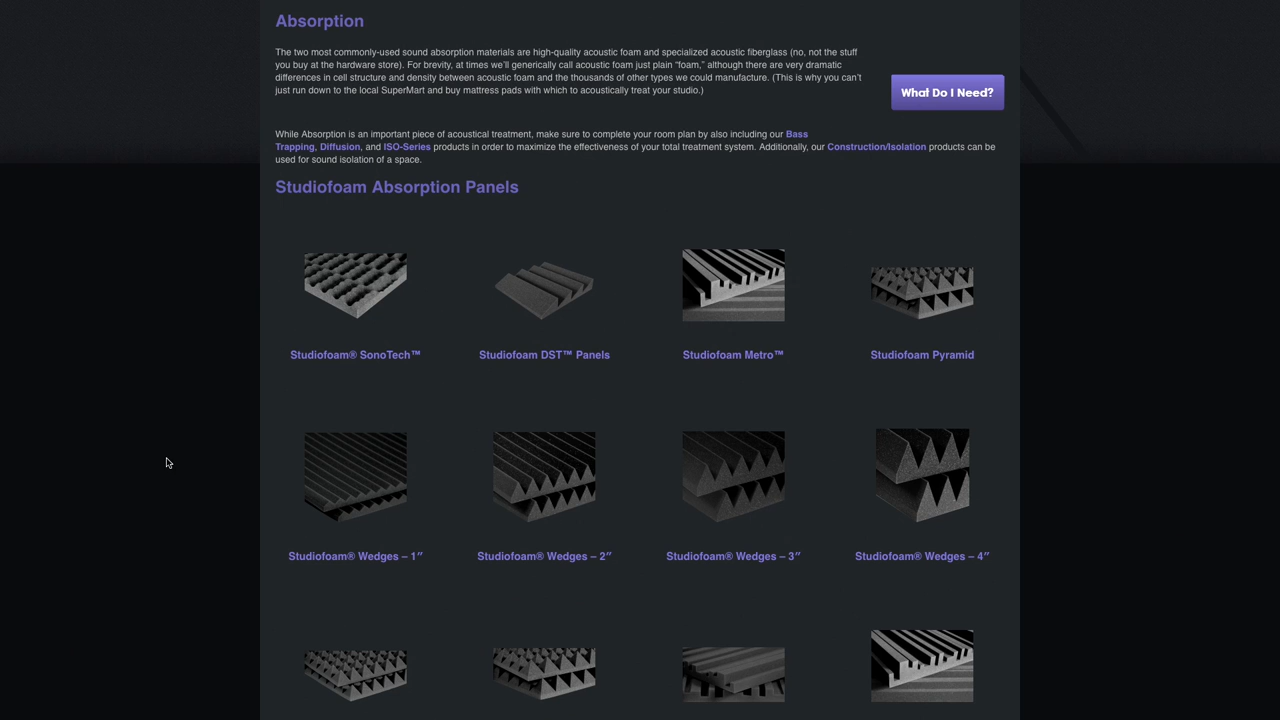 Absorption
The two most commonly-used sound absorption materials are high-quality acoustic foam and specialized acoustic fiberglass (no, not the stuff
you buy at the hardware store). For brevity, at times we’ll generically call acoustic foam just plain “foam,” although there are very dramatic
differences in cell structure and density between acoustic foam and the thousands of other types we could manufacture. (This is why you can’t
just run down to the local SuperMart and buy mattress pads with which to acoustically treat your studio.)
What Do I Need?
While Absorption is an important piece of acoustical treatment, make sure to complete your room plan by also including our Bass
Trapping, Diffusion, and ISO-Series products in order to maximize the effectiveness of your total treatment system. Additionally, our Construction/Isolation products can be
used for sound isolation of a space.
Studiofoam Absorption Panels
Studiofoam® SonoTech™
Studiofoam DST™ Panels
Studiofoam Metro™
Studiofoam Pyramid
Studiofoam® Wedges – 1″
Studiofoam® Wedges – 2″
Studiofoam® Wedges – 3″
Studiofoam® Wedges – 4″